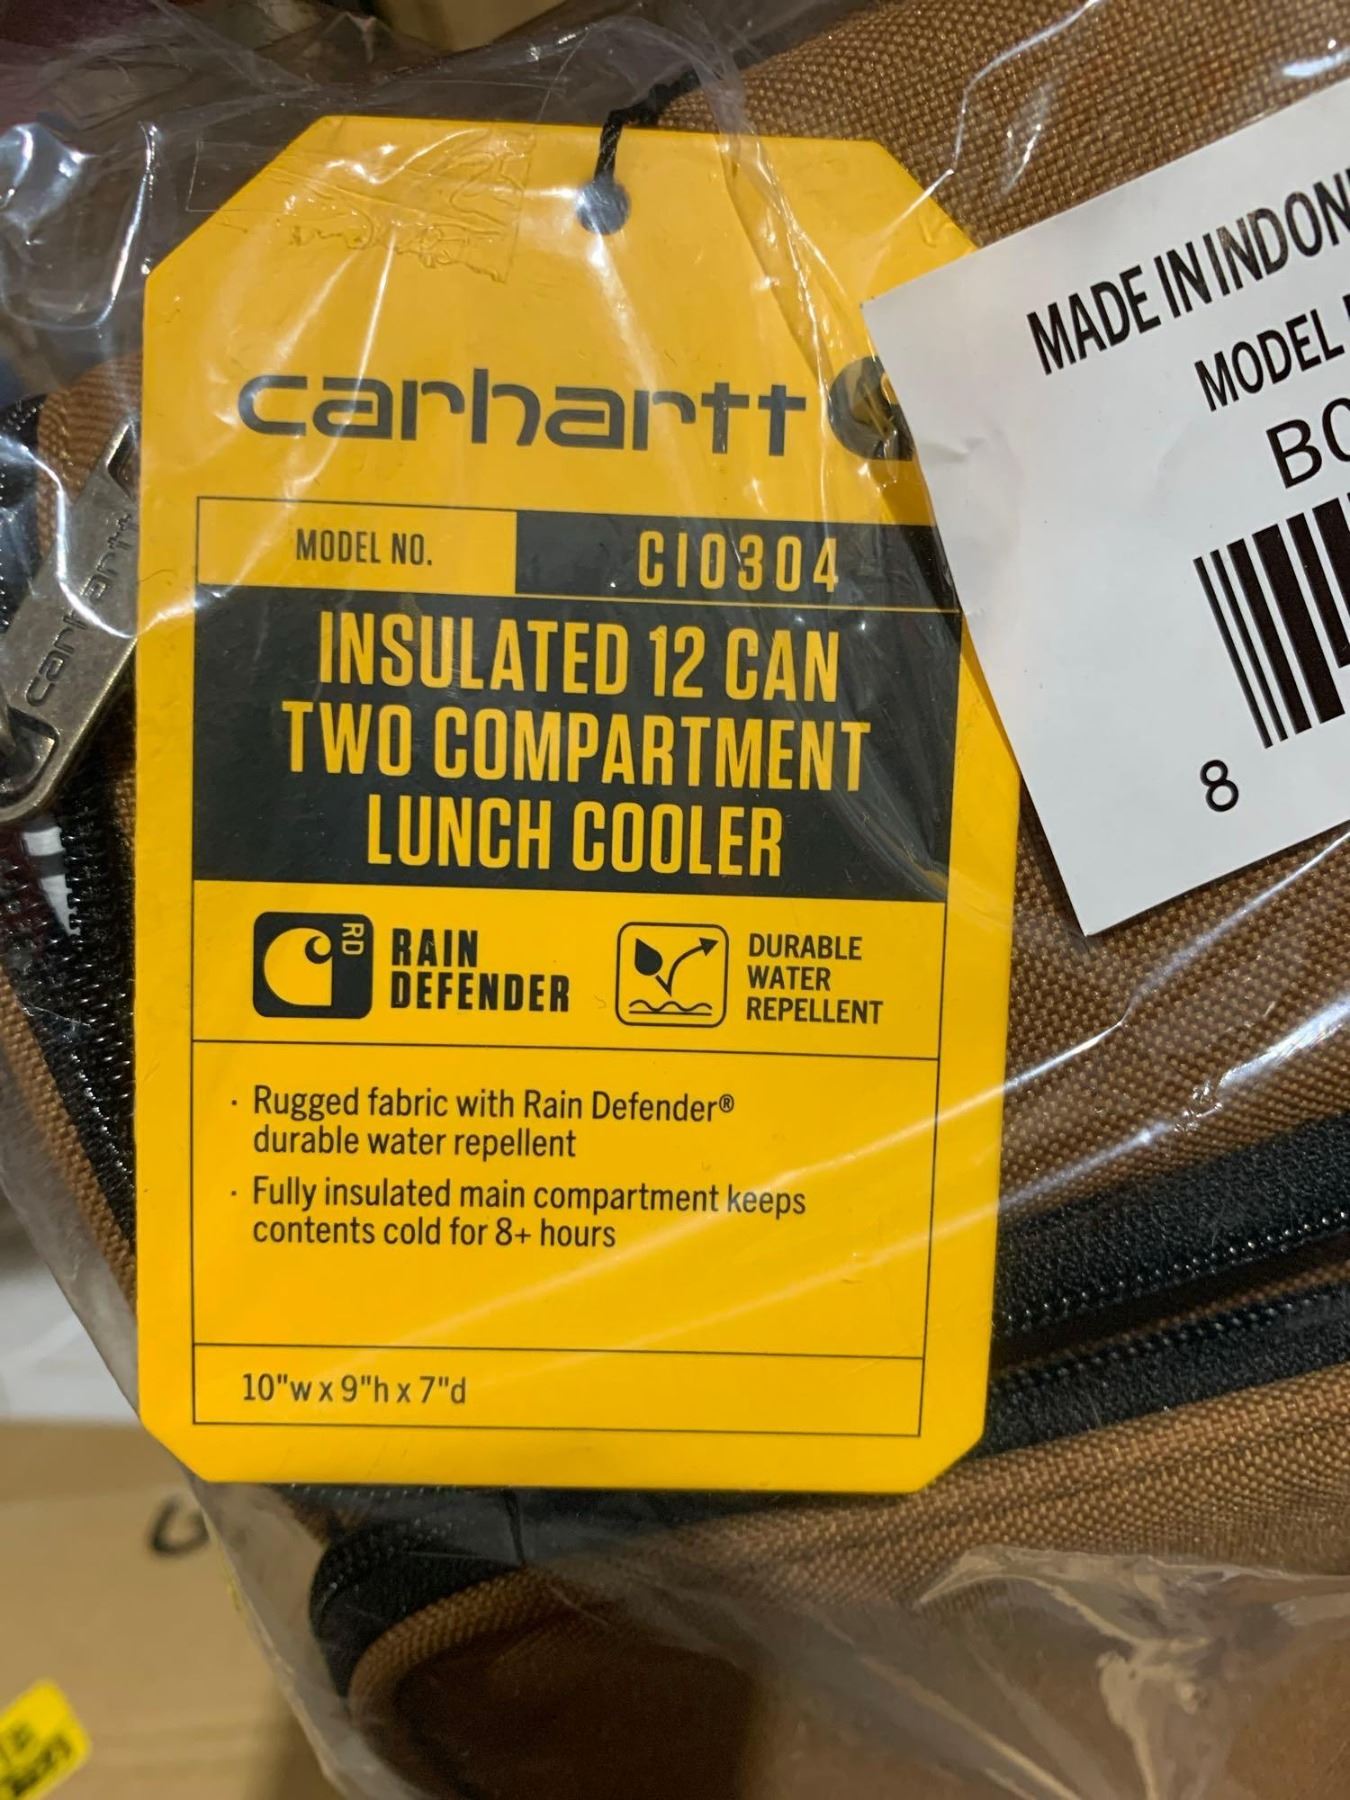 carhartt
MODEL NO. CI0304
INSULATED 12 CAN
TWO COMPARTMENT
LUNCH COOLER
RD
RAIN
DEFENDER
DURABLE
WATER
REPELLENT
· Rugged fabric with Rain Defender®
durable water repellent
· Fully insulated main compartment keeps
contents cold for 8+ hours
10"w x 9"h x 7"d
MADE IN INDON
MODEL
BO
8
carhartt